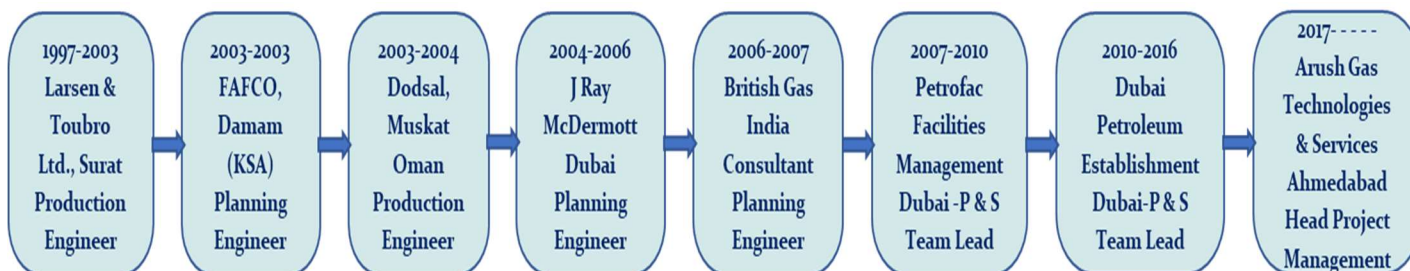 1997-2003
Larsen &
Toubro
Ltd., Surat
Production
Engineer
2003-2003
FAFCO,
Damam
(KSA)
Planning
Engineer
2003-2004
Dodsal,
Muskat
Oman
Production
Engineer
2004-2006
J Ray
McDermott
Dubai
Planning
Engineer
2006-2007
British Gas
India
Consultant
Planning
Engineer
2007-2010
Petrofac
Facilities
Management
Dubai -P & S
Team Lead
2010-2016
Dubai
Petroleum
Establishment
Dubai-P & S
Team Lead
2017-----
Arush Gas
Technologies
& Services
Ahmedabad
Head Project
Management